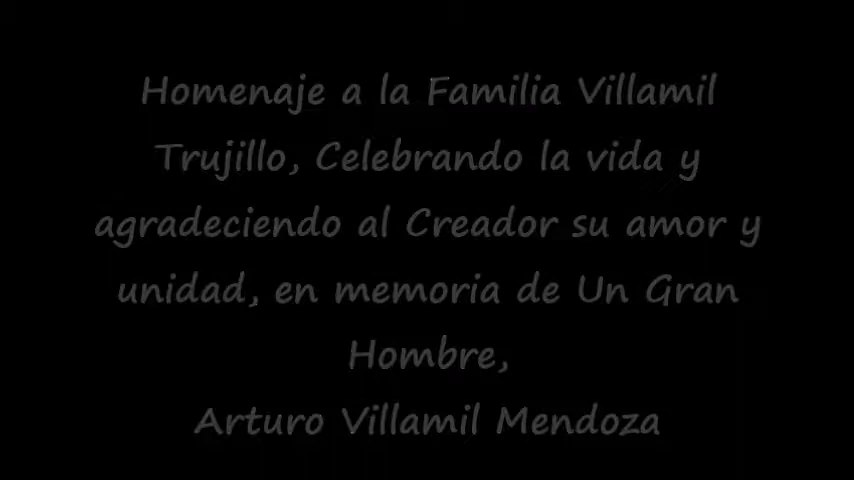 Homenaje a la Familia Villamil
Trujillo, Celebrando la vida y
agradeciendo al Creador su amor y
unidad, en memoria de Un Gran
Hombre,
Arturo Villamil Mendoza